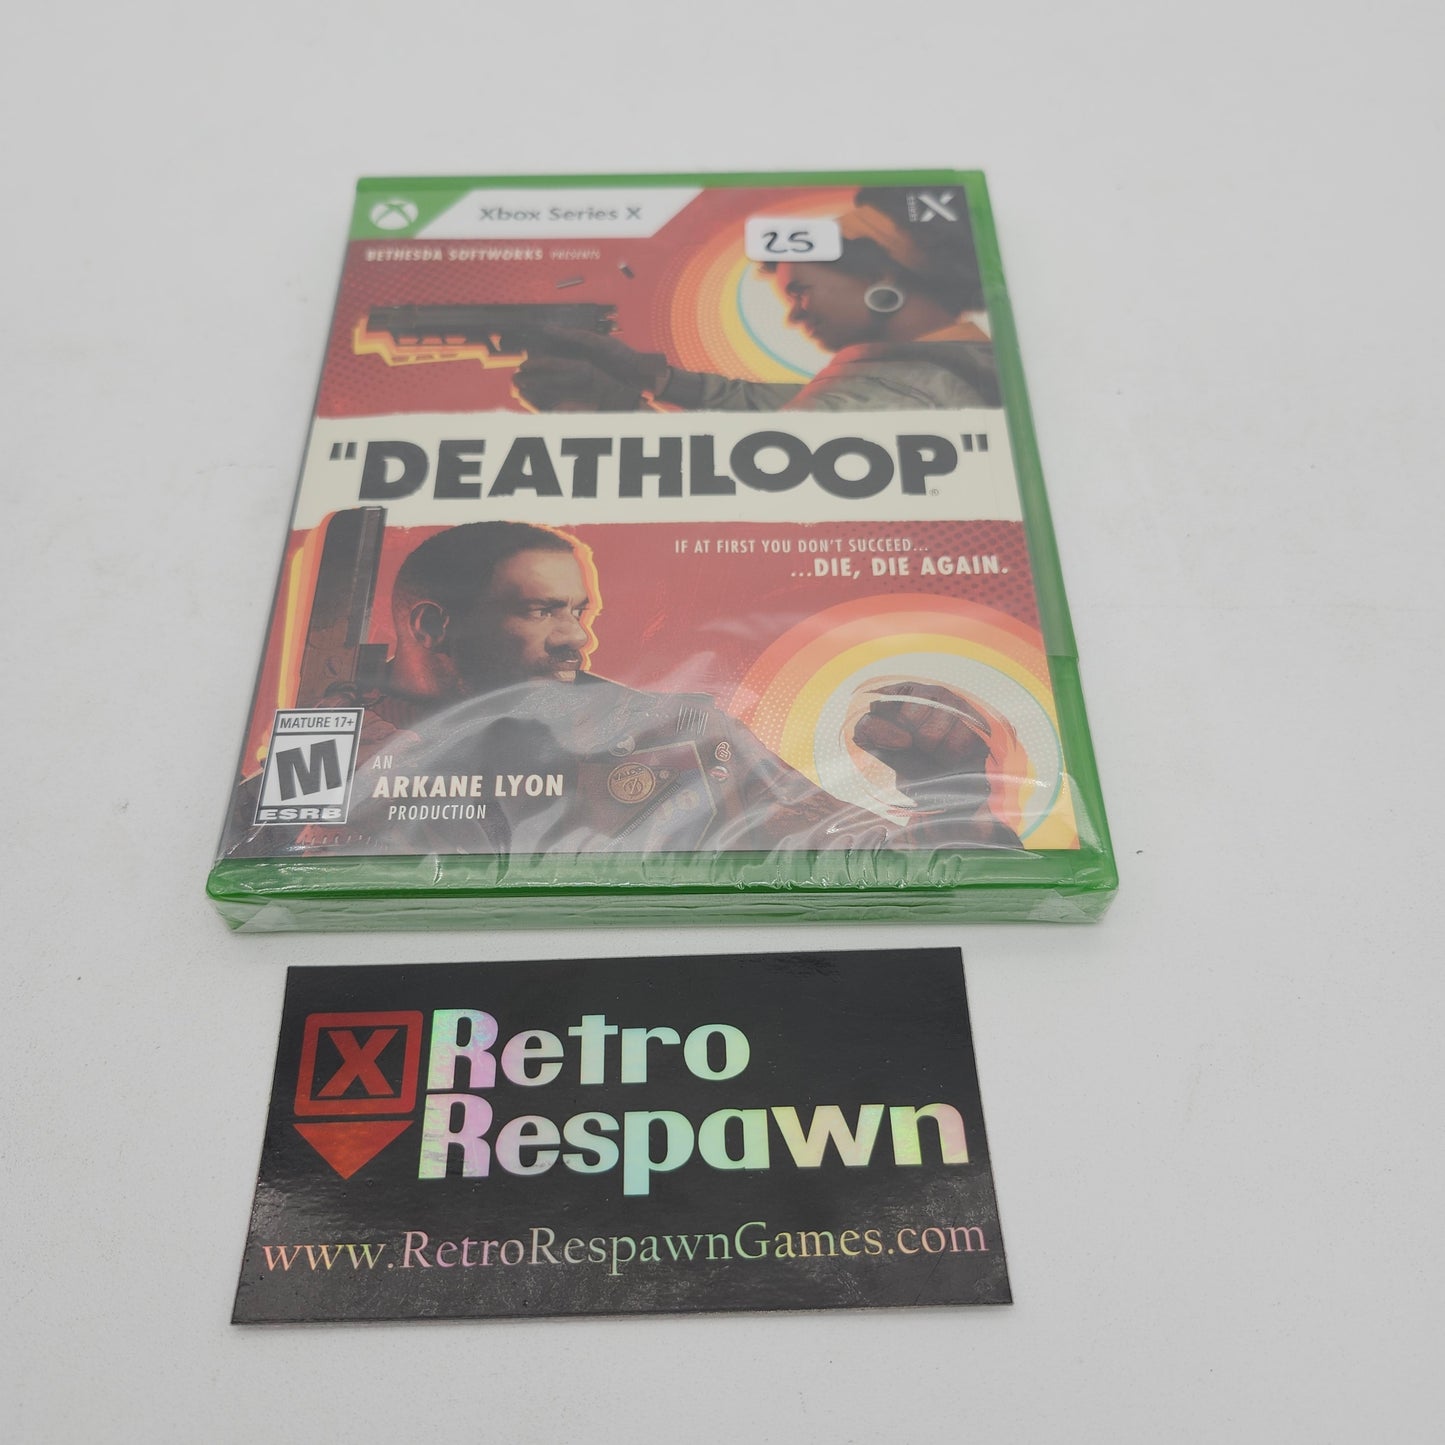 Xbox Series X
SERIES X
25
BETHESDA SOFTWORKS PRESENTS
"DEATHLOOP"®
IF AT FIRST YOU DON'T SUCCEED...
...DIE, DIE AGAIN.
MATURE 17+
M
ESRB
AN
ARKANE LYON
PRODUCTION
X Retro
Respawn
www.RetroRespawnGames.com